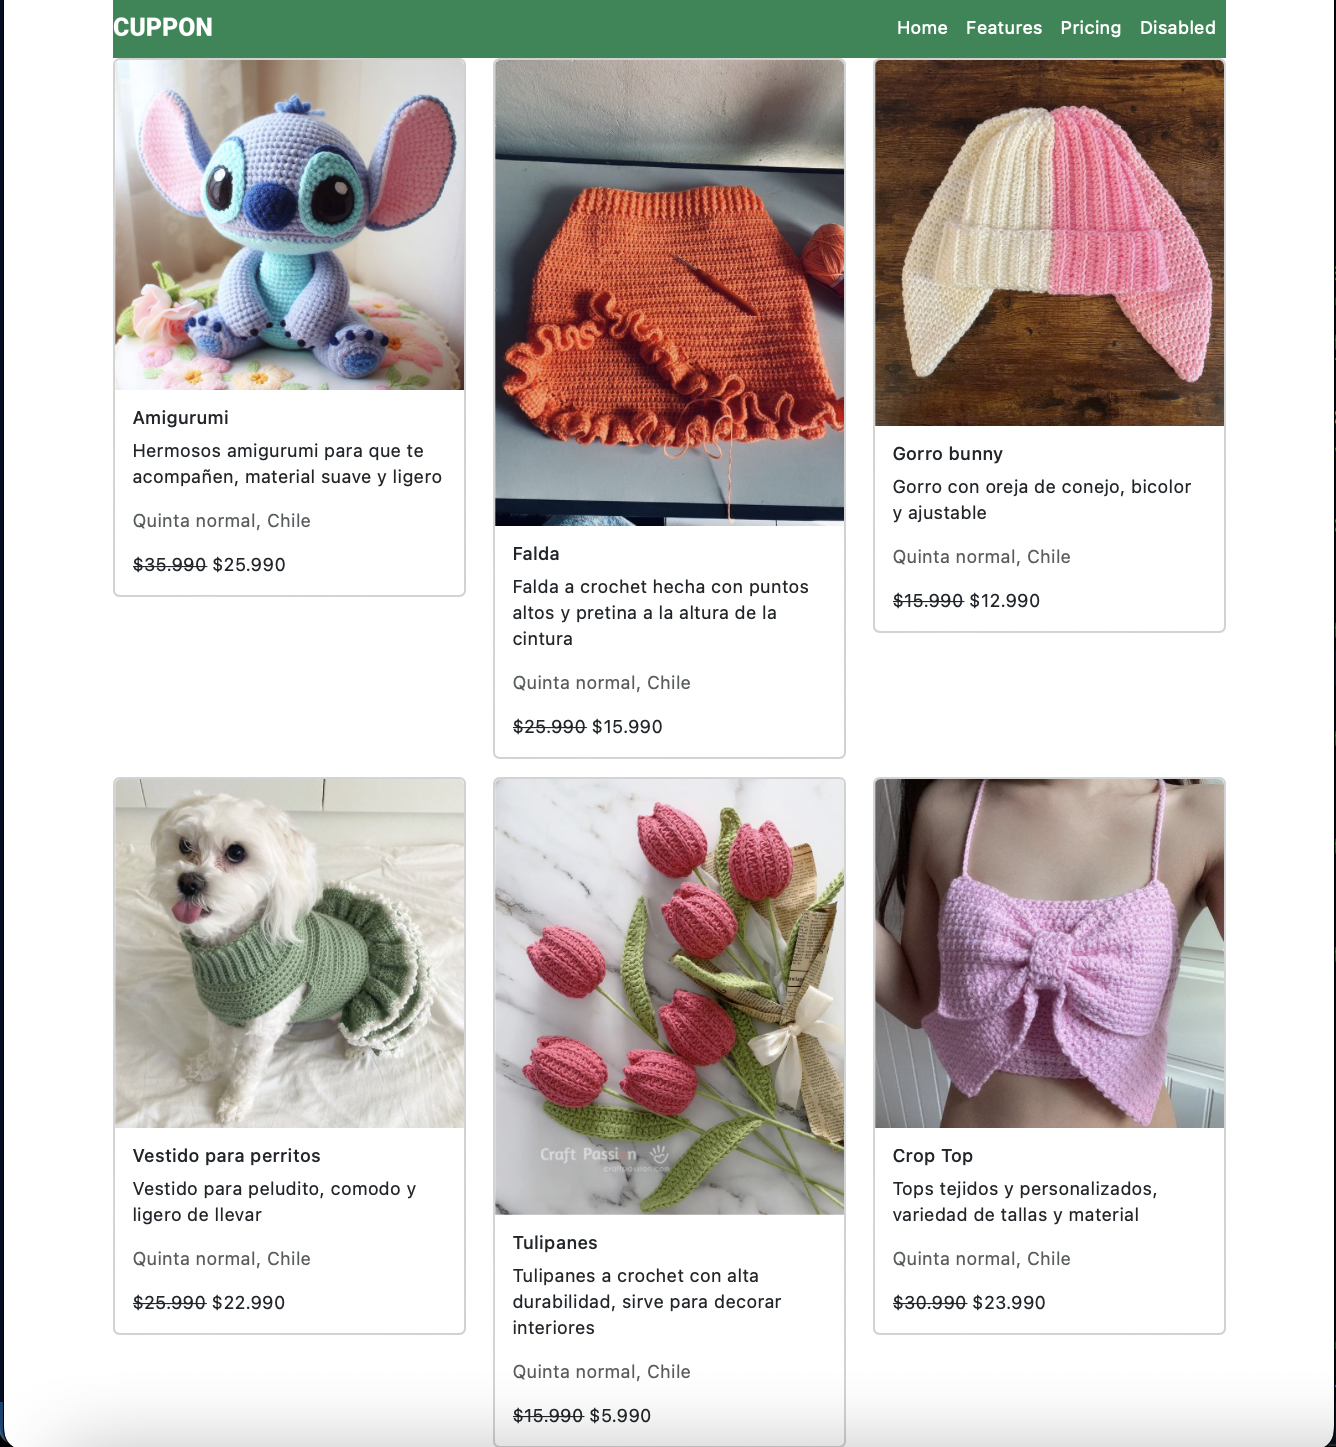 CUPPON
Home Features Pricing Disabled
Amigurumi
Hermosos amigurumi para que te
acompañen, material suave y ligero
Quinta normal, Chile
$35.990 $25.990
Falda
Falda a crochet hecha con puntos
altos y pretina a la altura de la
cintura
Quinta normal, Chile
$25.990 $15.990
Gorro bunny
Gorro con oreja de conejo, bicolor
y ajustable
Quinta normal, Chile
$15.990 $12.990
Vestido para perritos
Vestido para peludito, comodo y
ligero de llevar
Quinta normal, Chile
$25.990 $22.990
Craft Passion
Tulipanes
Tulipanes a crochet con alta
durabilidad, sirve para decorar
interiores
Quinta normal, Chile
$15.990 $5.990
Crop Top
Tops tejidos y personalizados,
variedad de tallas y material
Quinta normal, Chile
$30.990 $23.990